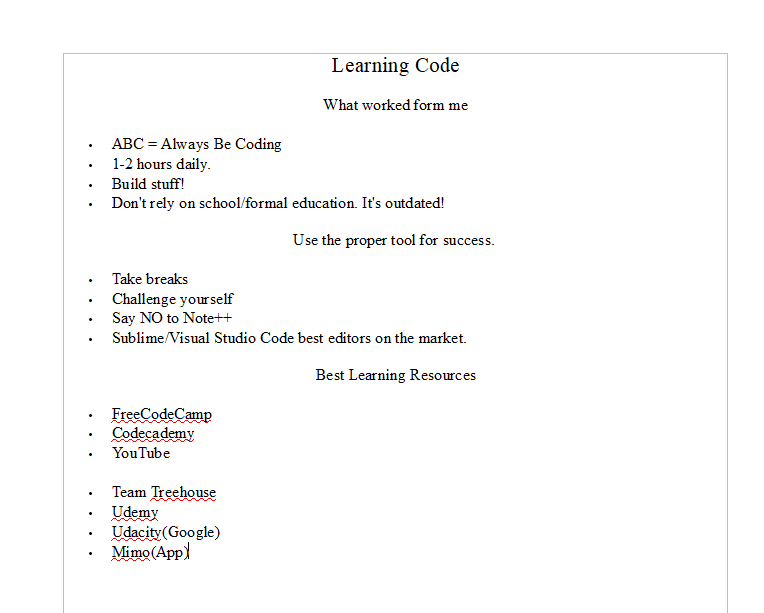 Learning Code
What worked form me
• ABC = Always Be Coding
• 1-2 hours daily.
• Build stuff!
• Don't rely on school/formal education. It's outdated!
Use the proper tool for success.
• Take breaks
• Challenge yourself
• Say NO to Note++
• Sublime/Visual Studio Code best editors on the market.
Best Learning Resources
• FreeCodeCamp
• Codecademy
• YouTube
• Team Treehouse
• Udemy
• Udacity(Google)
• Mimo(App)